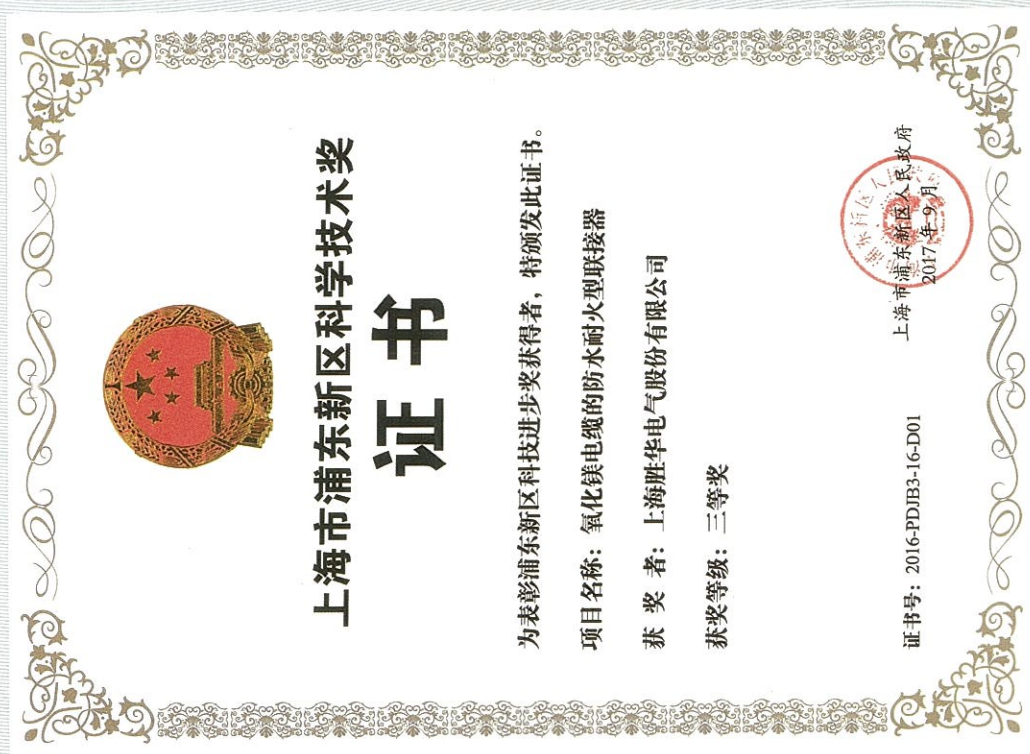 上海市浦东新区科学技术奖
证书
为表彰浦东新区科技进步奖获得者，特颁发此证书。
项目名称：氧化镁电缆的防水耐火型联接器
获 奖 者：上海胜华电气股份有限公司
获奖等级：三等奖
上海市浦东新区人民政府
2017年9月
证书号：2016-PDJB3-16-D01